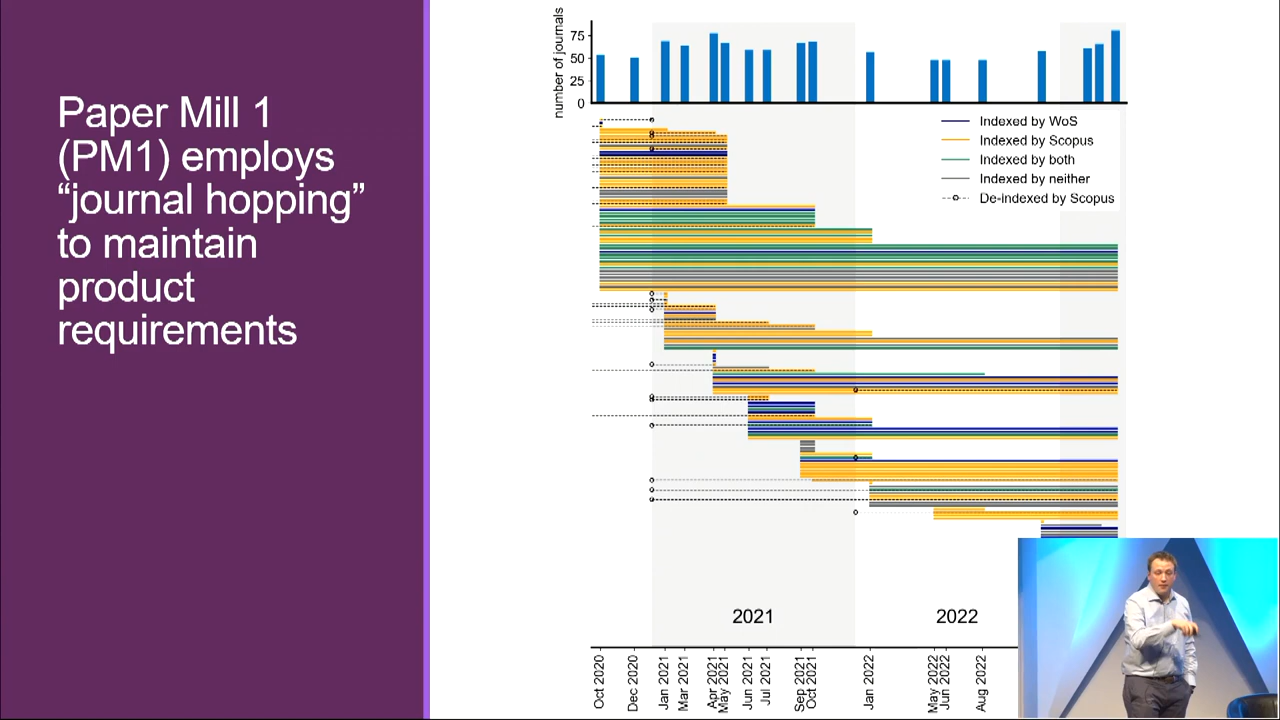 Paper Mill 1
(PM1) employs
“journal hopping”
to maintain
product
requirements
number of journals
75
50
25
0
Indexed by WoS
Indexed by Scopus
Indexed by both
Indexed by neither
De-indexed by Scopus
2021
2022
Oct 2020
Dec 2020
Jan 2021
Mar 2021
Apr 2021
May 2021
Jun 2021
Jul 2021
Sep 2021
Oct 2021
Jan 2022
May 2022
Jun 2022
Aug 2022